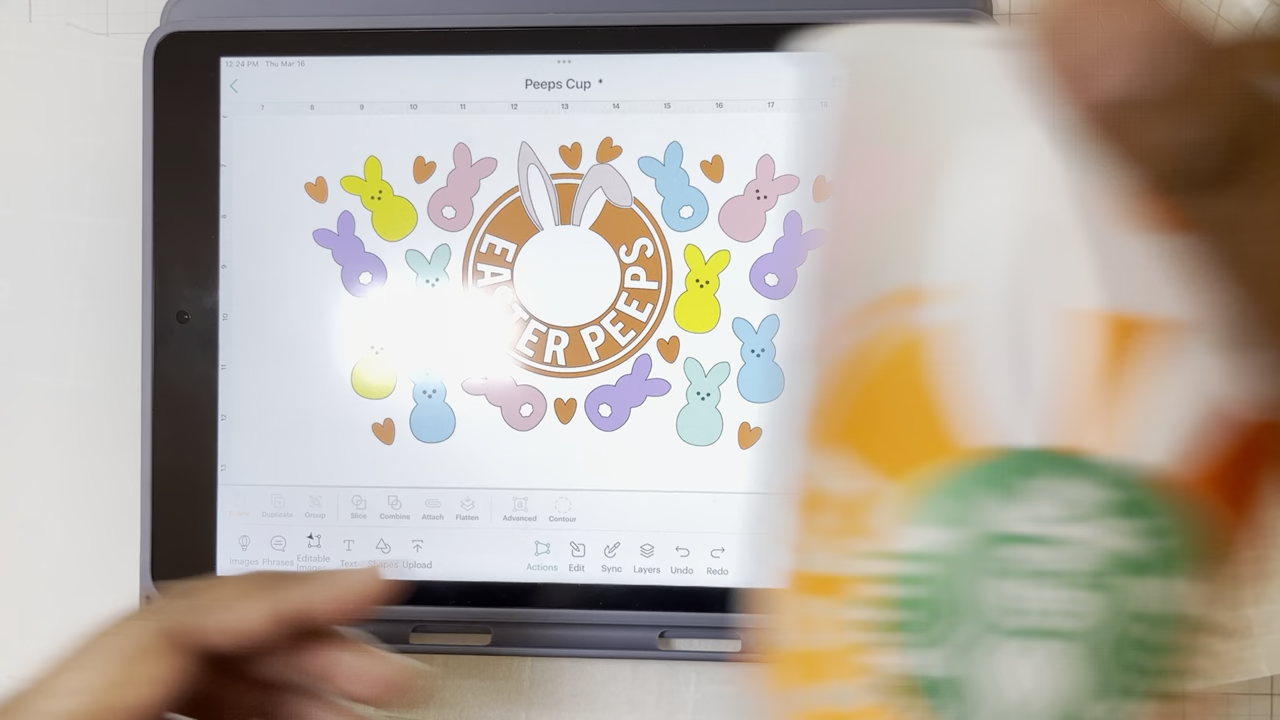 12:24 PM Thu Mar 16
Peeps Cup *
7 8 9 10 11 12 13 14 15 16 17 18
EASTER PEEPS
Duplicate Group Slice Combine Attach Flatten Advanced Contour
Images Phrases Editable Images Text Shapes Upload Actions Edit Sync Layers Undo Redo